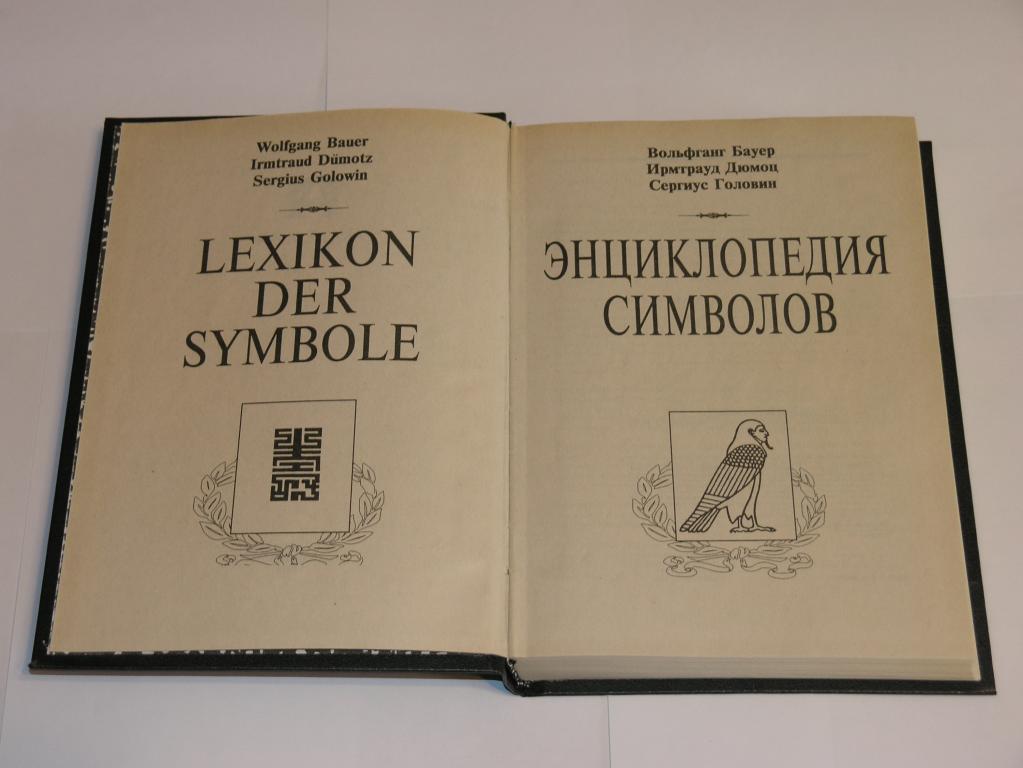 Wolfgang Bauer
Irmtraud Dümotz
Sergius Golowin
LEXIKON
DER
SYMBOLE
Вольфганг Бауер
Ирмтрауд Дюмоц
Сергиус Головин
ЭНЦИКЛОПЕДИЯ
СИМВОЛОВ